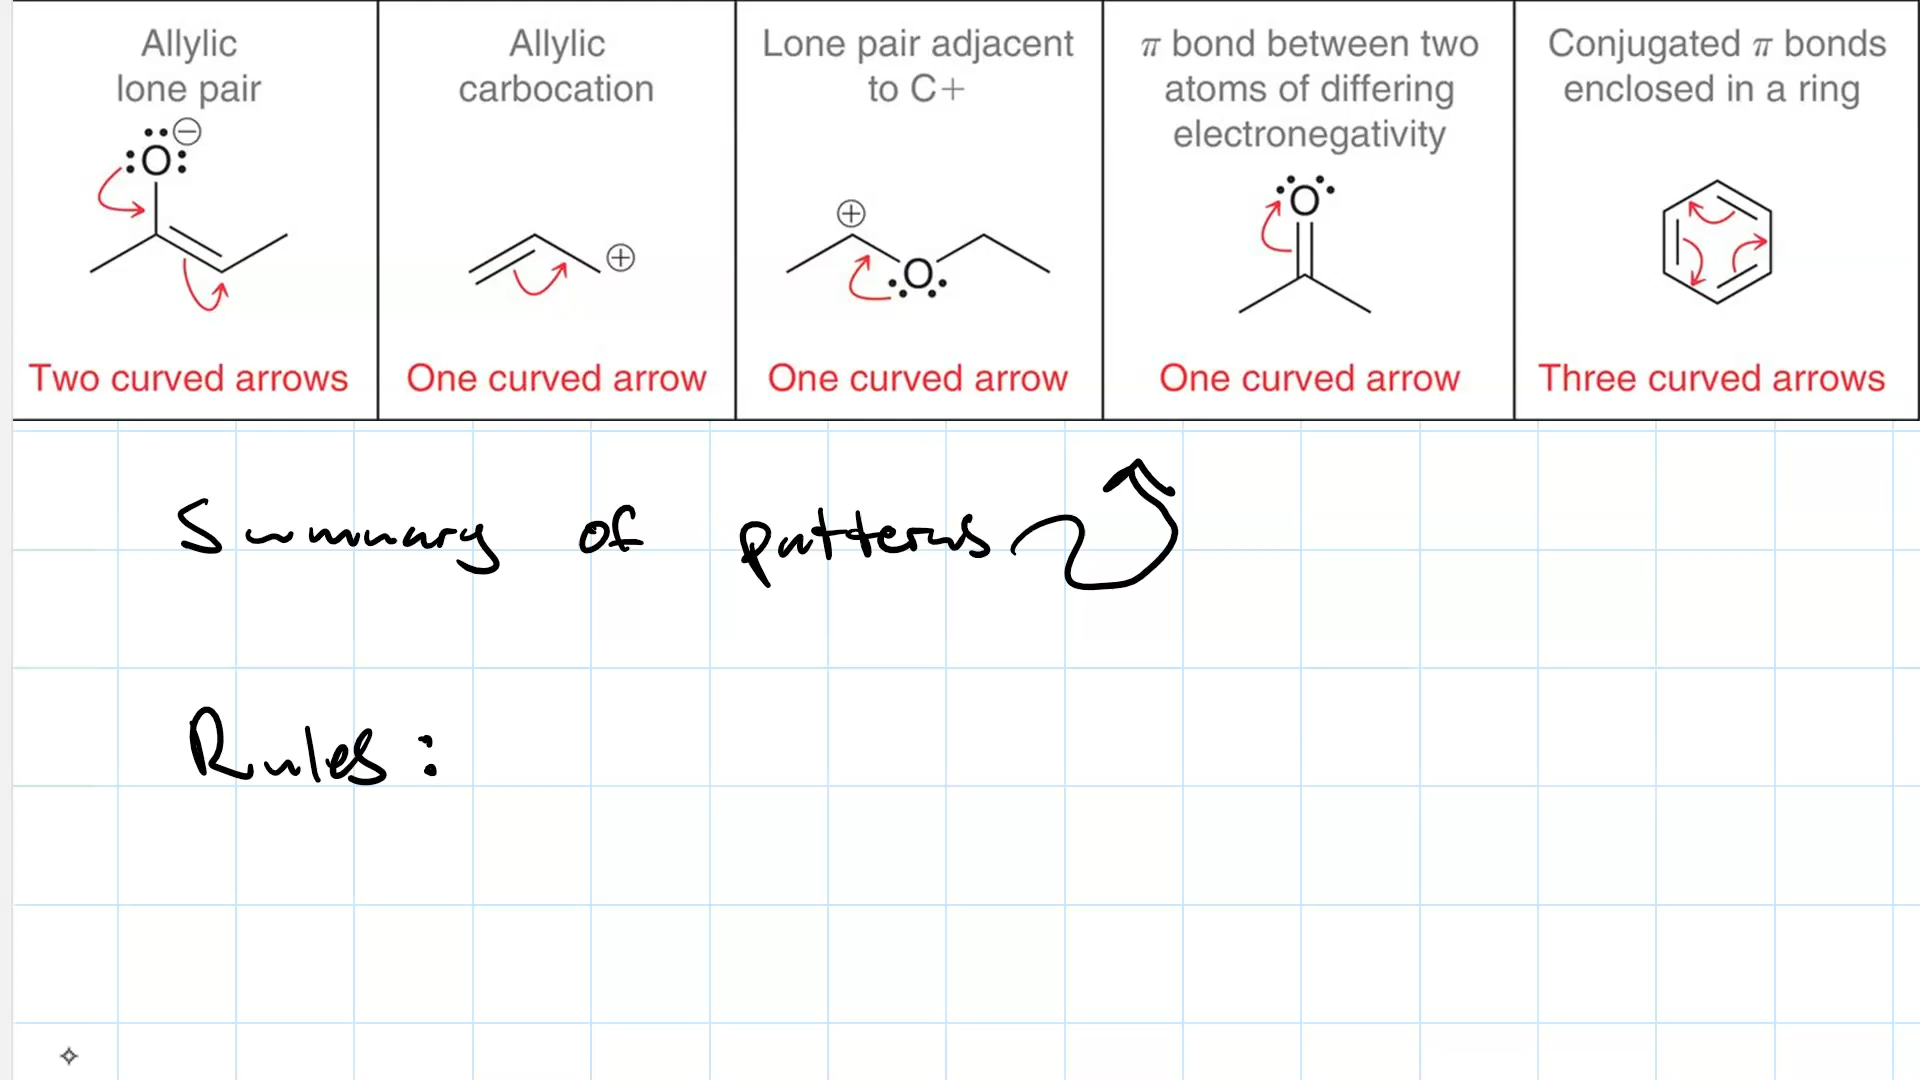 Allylic
lone pair
O
Two curved arrows
Allylic
carbocation
One curved arrow
Lone pair adjacent
to C+
O
One curved arrow
π bond between two
atoms of differing
electronegativity
O
One curved arrow
Conjugated π bonds
enclosed in a ring
Three curved arrows
Summary of patterns
Rules: